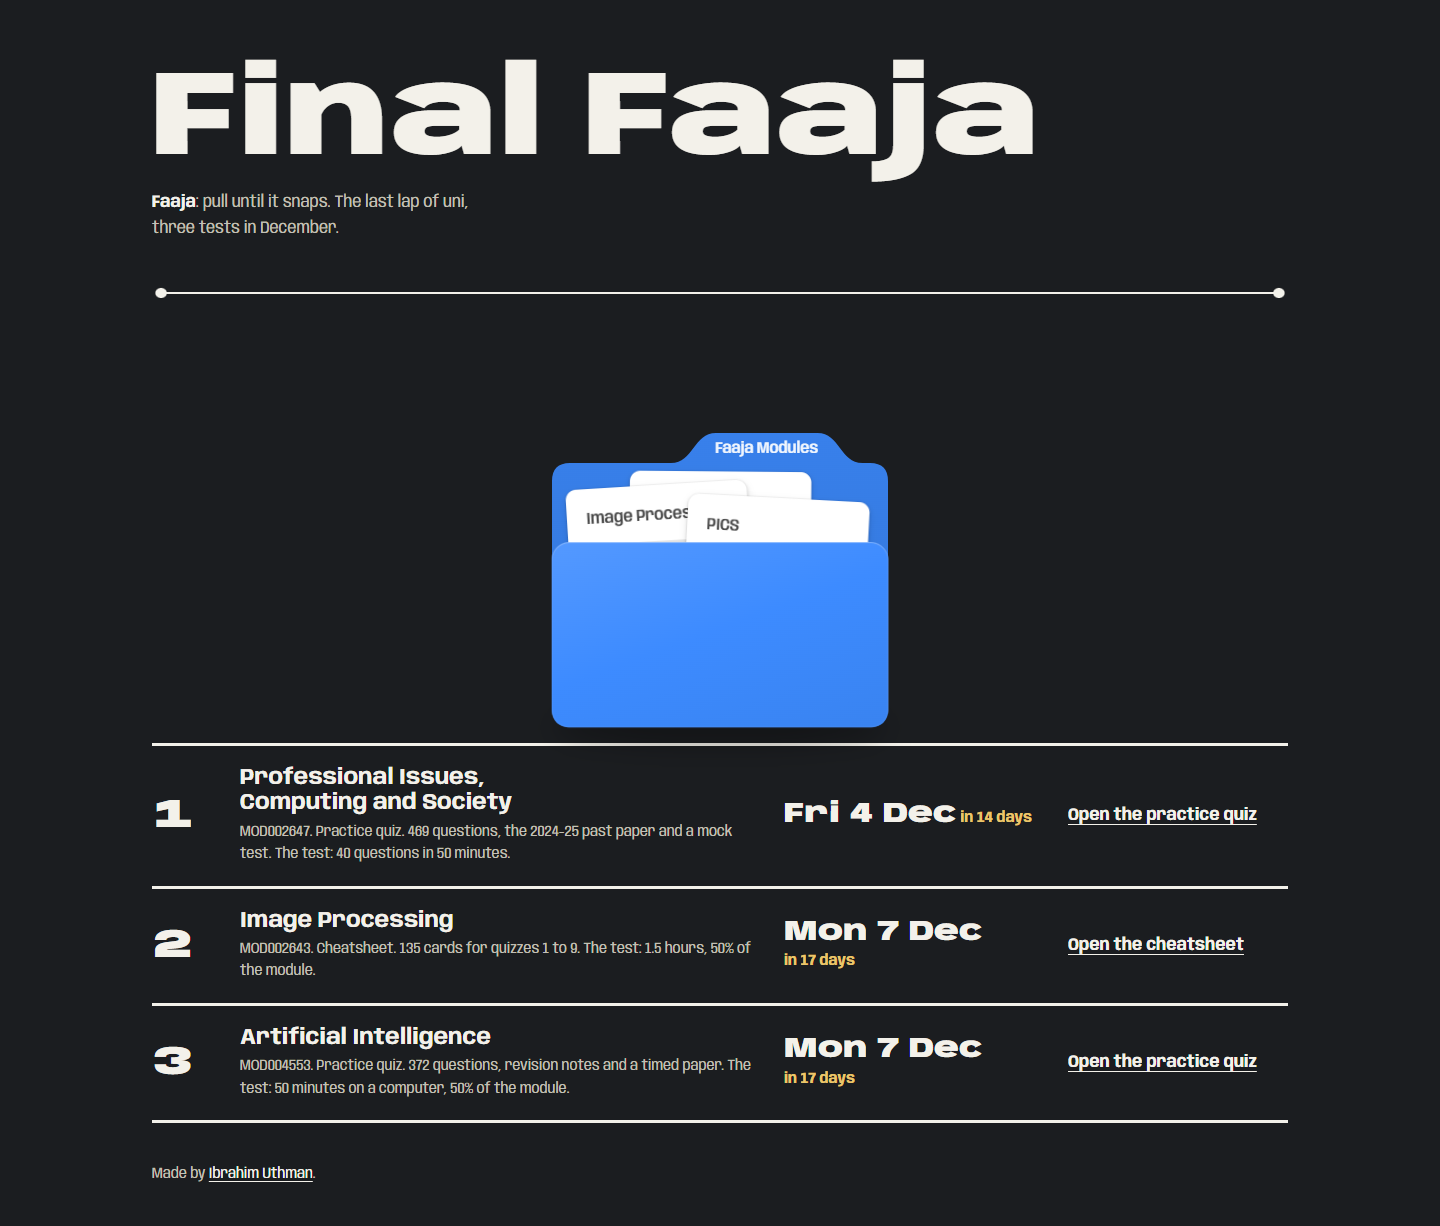 Final Faaja
Faaja: pull until it snaps. The last lap of uni,
three tests in December.
Faaja Modules
Image Proces
PICS
1
Professional Issues,
Computing and Society
MOD002647. Practice quiz. 469 questions, the 2024-25 past paper and a mock
test. The test: 40 questions in 50 minutes.
Fri 4 Dec in 14 days
Open the practice quiz
2
Image Processing
MOD002643. Cheatsheet. 135 cards for quizzes 1 to 9. The test: 1.5 hours, 50% of
the module.
Mon 7 Dec
in 17 days
Open the cheatsheet
3
Artificial Intelligence
MOD004553. Practice quiz. 372 questions, revision notes and a timed paper. The
test: 50 minutes on a computer, 50% of the module.
Mon 7 Dec
in 17 days
Open the practice quiz
Made by Ibrahim Uthman.